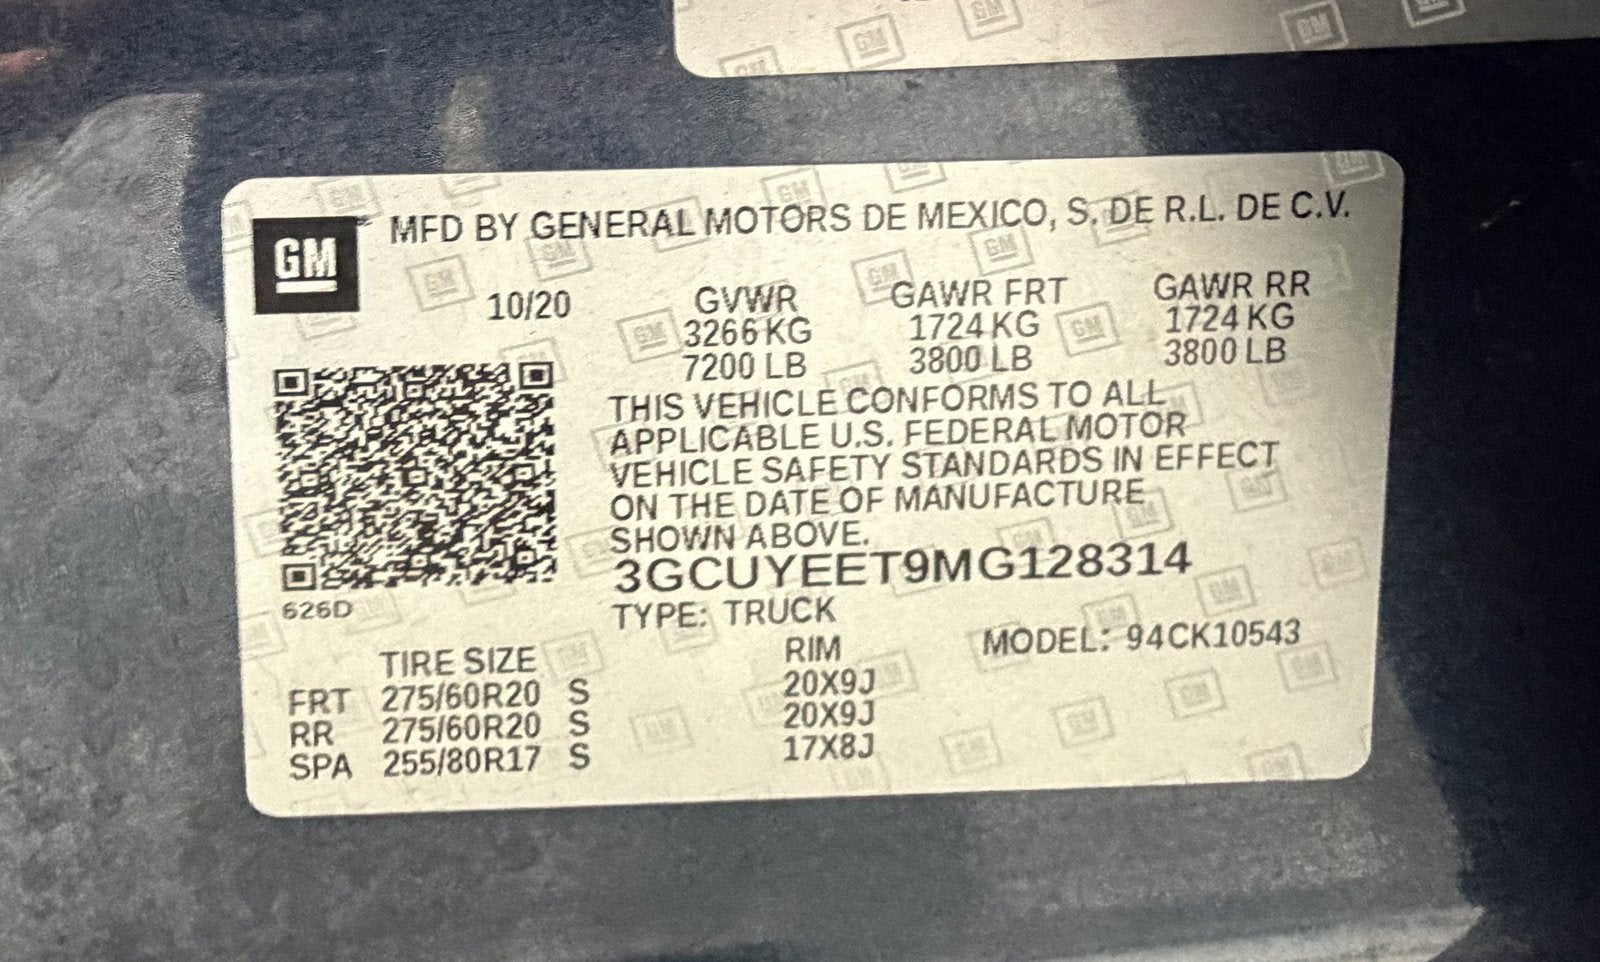 GM
MFD BY GENERAL MOTORS DE MEXICO, S. DE R.L. DE C.V.
10/20 GVWR GAWR FRT GAWR RR
3266 KG 1724 KG 1724 KG
7200 LB 3800 LB 3800 LB
THIS VEHICLE CONFORMS TO ALL
APPLICABLE U.S. FEDERAL MOTOR
VEHICLE SAFETY STANDARDS IN EFFECT
ON THE DATE OF MANUFACTURE
SHOWN ABOVE.
3GCUYEET9MG128314
626D
TYPE: TRUCK
MODEL: 94CK10543
TIRE SIZE RIM
FRT 275/60R20 S 20X9J
RR 275/60R20 S 20X9J
SPA 255/80R17 S 17X8J